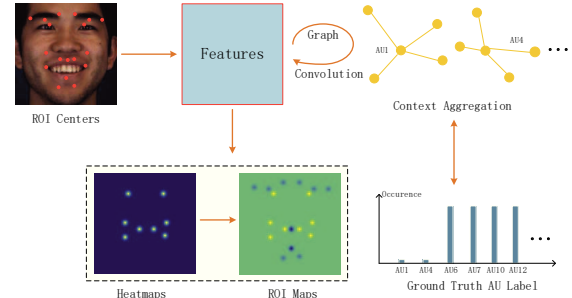 Features
Graph
Convolution
AU1
AU4
...
ROI Centers
Context Aggregation
Occurence
...
AU1 AU4 AU6 AU7 AU10 AU12
Ground Truth AU Label
Heatmaps
ROI Maps